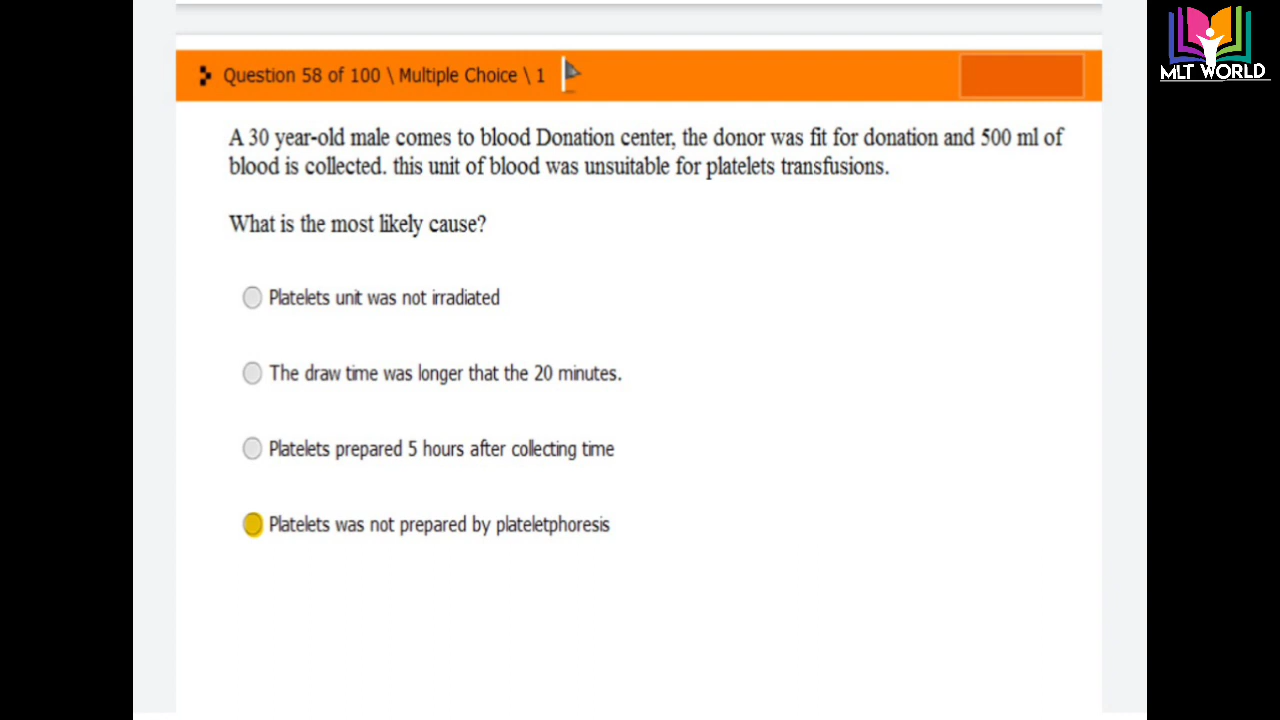 MLT WORLD
Question 58 of 100 \ Multiple Choice \ 1
A 30 year-old male comes to blood Donation center, the donor was fit for donation and 500 ml of
blood is collected. this unit of blood was unsuitable for platelets transfusions.
What is the most likely cause?
Platelets unit was not irradiated
The draw time was longer that the 20 minutes.
Platelets prepared 5 hours after collecting time
Platelets was not prepared by plateletphoresis